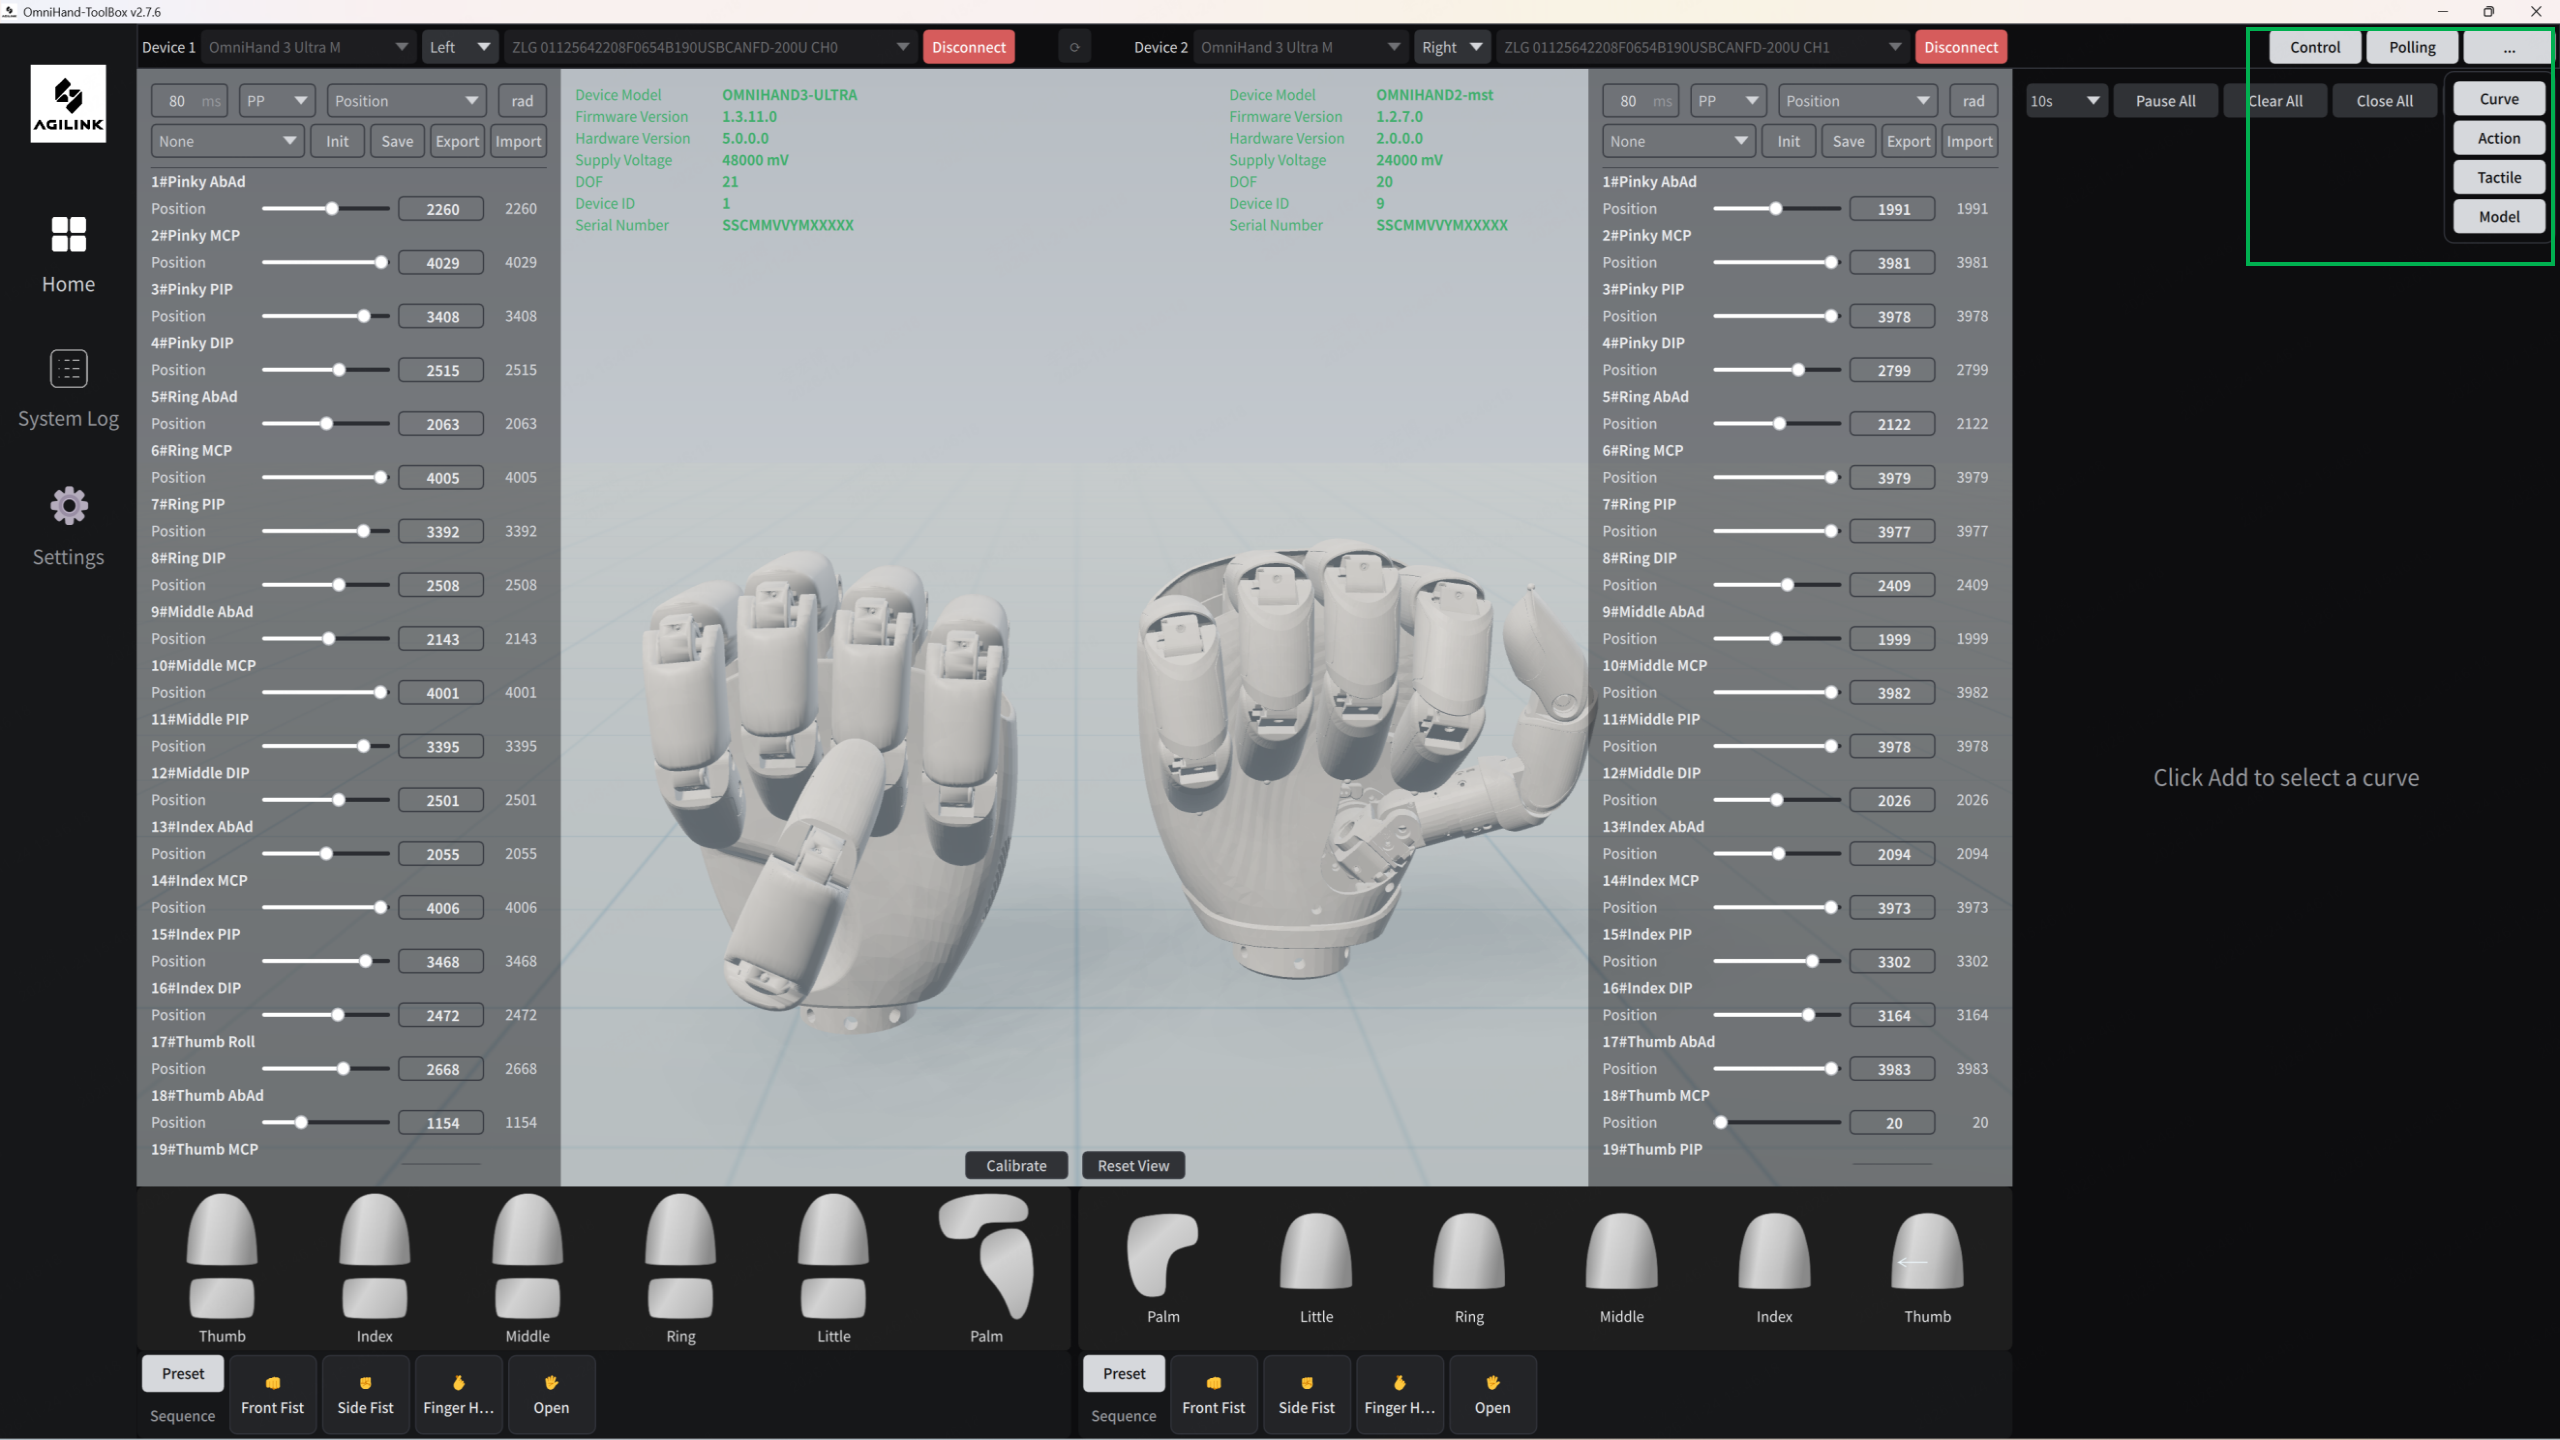 OmniHand-ToolBox v2.7.6
Device 1 OmniHand 3 Ultra M Left ZLG 01125642208F0654B190USBCANFD-200U CH0 Disconnect
Device 2 OmniHand 3 Ultra M Right ZLG 01125642208F0654B190USBCANFD-200U CH1 Disconnect
Control Polling ...
AGILINK
Home
System Log
Settings
80 ms PP Position rad
None Init Save Export Import
1#Pinky AbAd
Position 2260 2260
2#Pinky MCP
Position 4029 4029
3#Pinky PIP
Position 3408 3408
4#Pinky DIP
Position 2515 2515
5#Ring AbAd
Position 2063 2063
6#Ring MCP
Position 4005 4005
7#Ring PIP
Position 3392 3392
8#Ring DIP
Position 2508 2508
9#Middle AbAd
Position 2143 2143
10#Middle MCP
Position 4001 4001
11#Middle PIP
Position 3395 3395
12#Middle DIP
Position 2501 2501
13#Index AbAd
Position 2055 2055
14#Index MCP
Position 4006 4006
15#Index PIP
Position 3468 3468
16#Index DIP
Position 2472 2472
17#Thumb Roll
Position 2668 2668
18#Thumb AbAd
Position 1154 1154
19#Thumb MCP
Device Model OMNIHAND3-ULTRA
Firmware Version 1.3.11.0
Hardware Version 5.0.0.0
Supply Voltage 48000 mV
DOF 21
Device ID 1
Serial Number SSCMMVVYMXXXXX
Device Model OMNIHAND2-mst
Firmware Version 1.2.7.0
Hardware Version 2.0.0.0
Supply Voltage 24000 mV
DOF 20
Device ID 9
Serial Number SSCMMVVYMXXXXX
Calibrate Reset View
80 ms PP Position rad
None Init Save Export Import
1#Pinky AbAd
Position 1991 1991
2#Pinky MCP
Position 3981 3981
3#Pinky PIP
Position 3978 3978
4#Pinky DIP
Position 2799 2799
5#Ring AbAd
Position 2122 2122
6#Ring MCP
Position 3979 3979
7#Ring PIP
Position 3977 3977
8#Ring DIP
Position 2409 2409
9#Middle AbAd
Position 1999 1999
10#Middle MCP
Position 3982 3982
11#Middle PIP
Position 3978 3978
12#Middle DIP
Position 2026 2026
13#Index AbAd
Position 2094 2094
14#Index MCP
Position 3973 3973
15#Index PIP
Position 3302 3302
16#Index DIP
Position 3164 3164
17#Thumb AbAd
Position 3983 3983
18#Thumb MCP
Position 20 20
19#Thumb PIP
10s Pause All Clear All Close All
Curve
Action
Tactile
Model
Click Add to select a curve
Thumb Index Middle Ring Little Palm
Palm Little Ring Middle Index Thumb
Preset
Sequence
Front Fist Side Fist Finger H... Open
Preset
Sequence
Front Fist Side Fist Finger H... Open